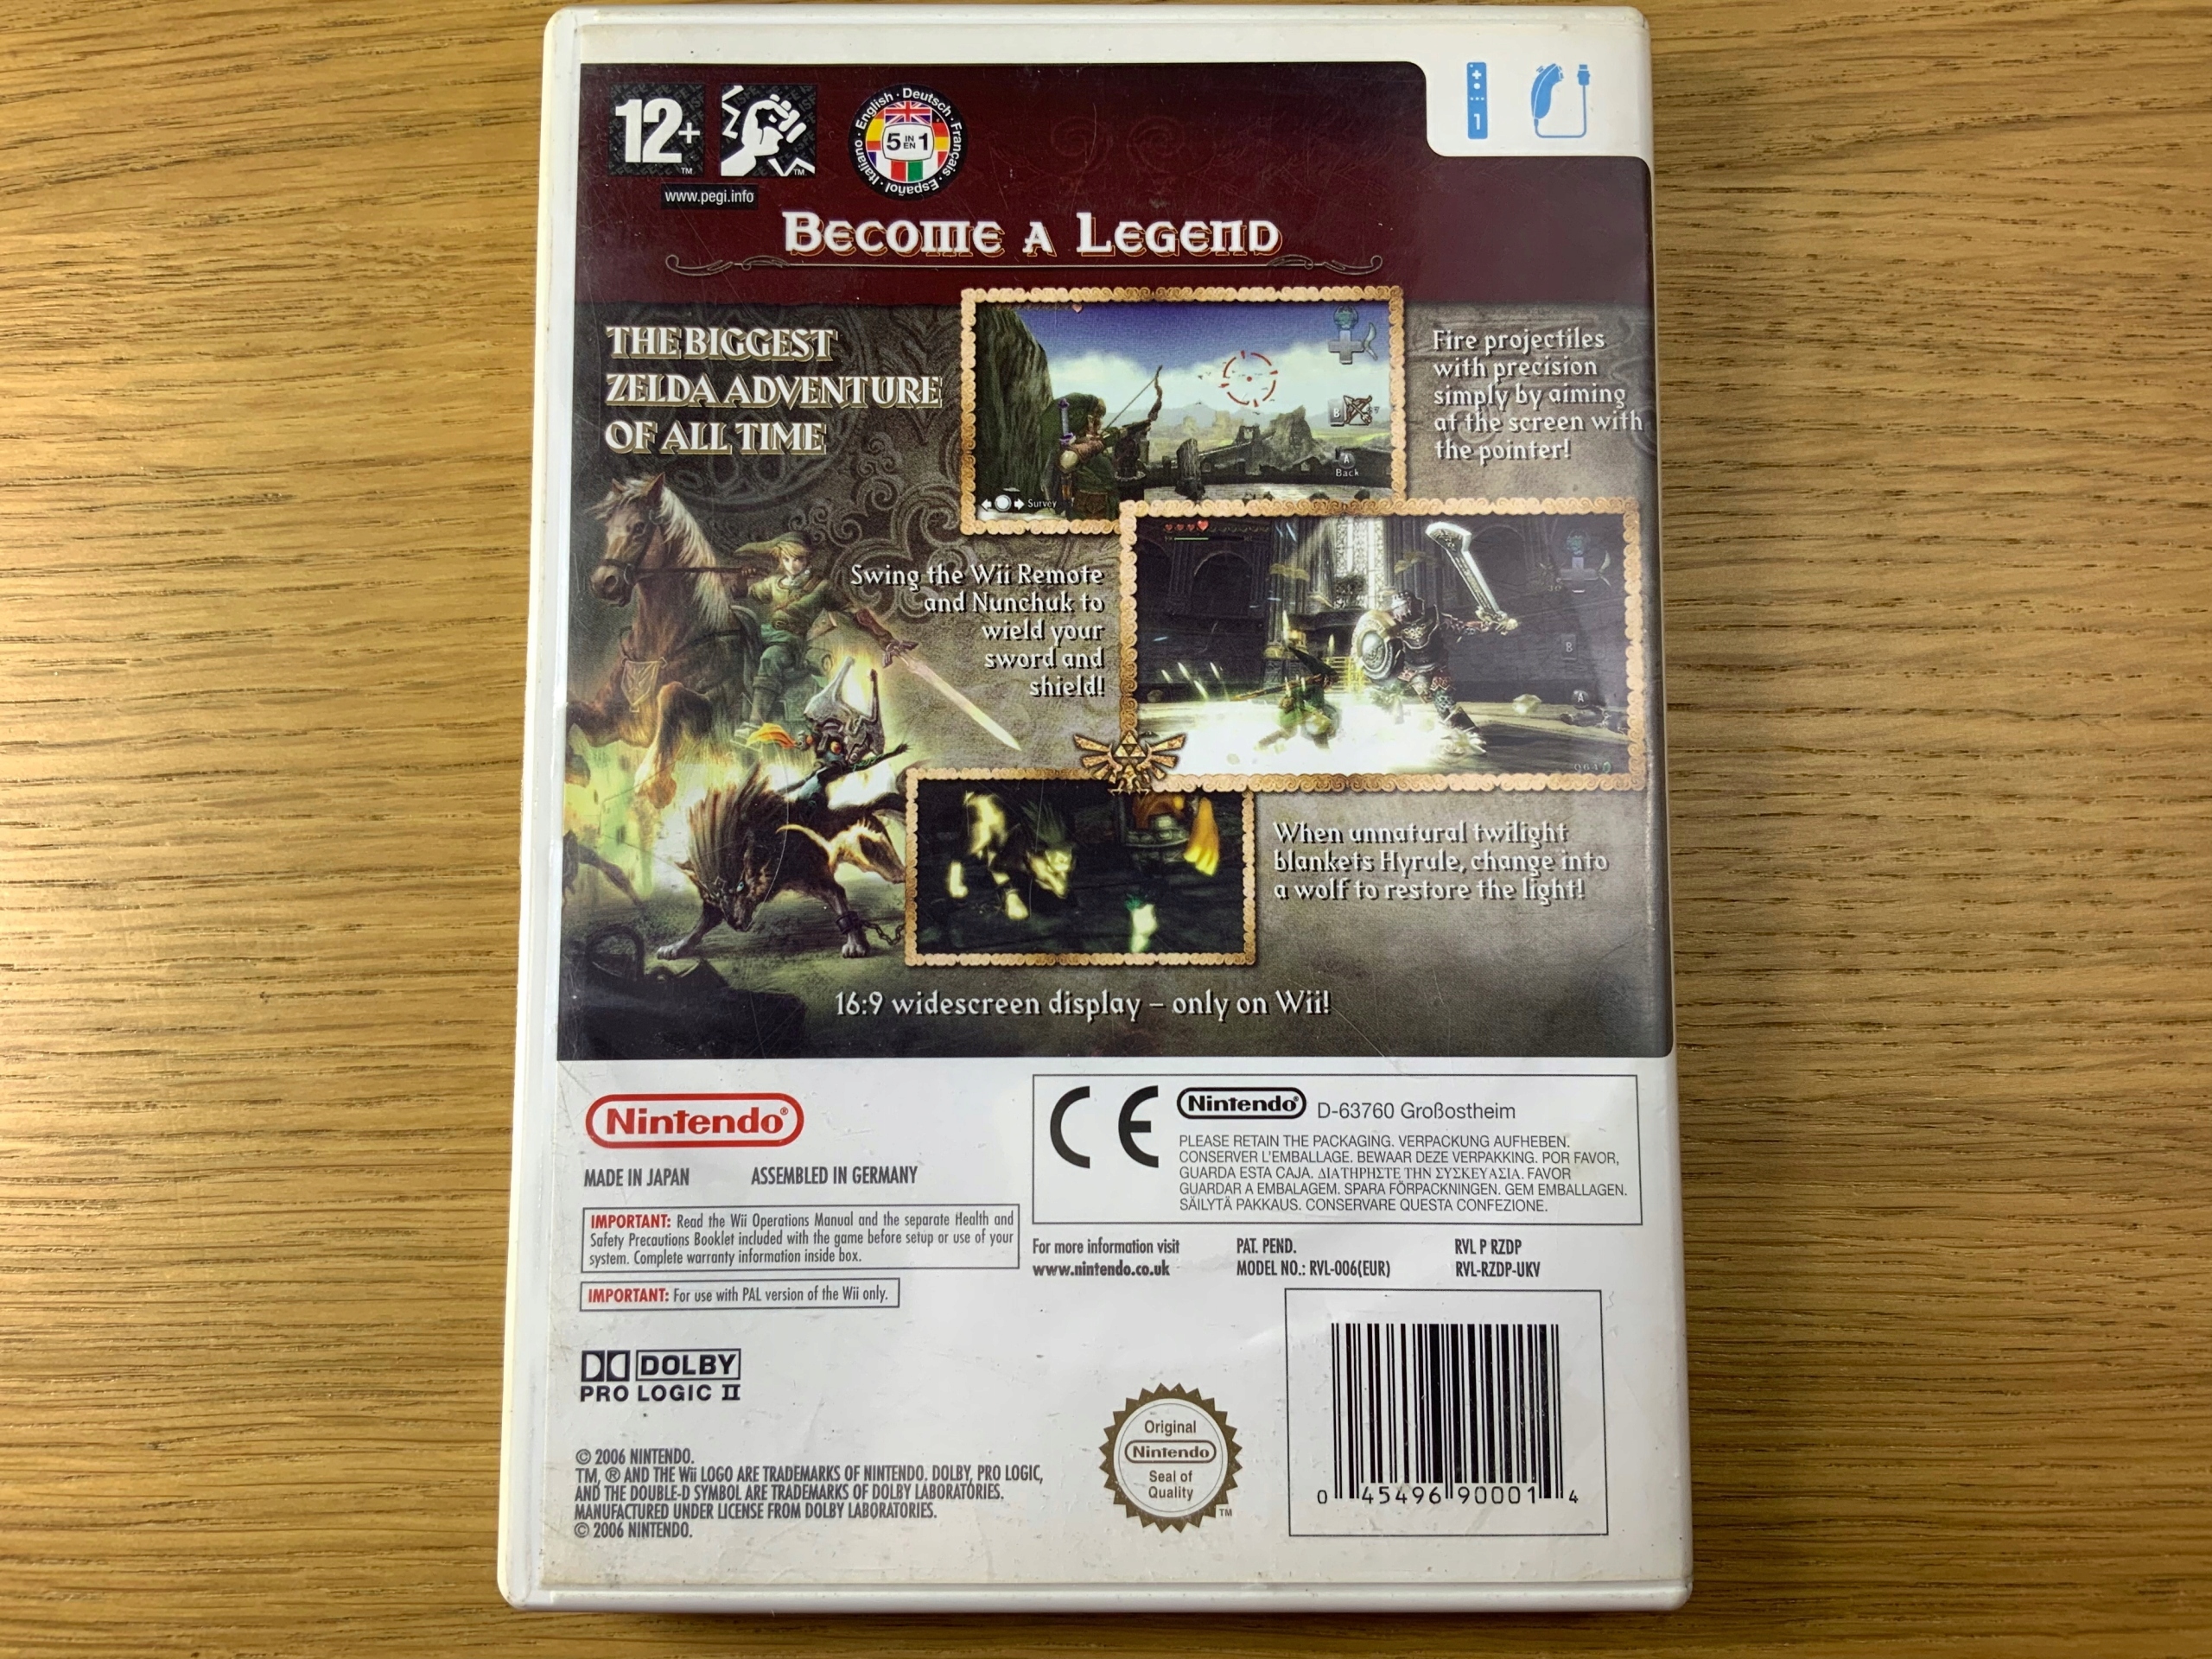 12+
www.pegi.info
English · Deutsch · Français · Español · Italiano ·
5 IN EN 1
1
BECOME A LEGEND
THE BIGGEST
ZELDA ADVENTURE
OF ALL TIME
Fire projectiles
with precision
simply by aiming
at the screen with
the pointer!
B
A
Back
Survey
Swing the Wii Remote
and Nunchuk to
wield your
sword and
shield!
B
A
When unnatural twilight
blankets Hyrule, change into
a wolf to restore the light!
16:9 widescreen display – only on Wii!
Nintendo®
MADE IN JAPAN ASSEMBLED IN GERMANY
IMPORTANT: Read the Wii Operations Manual and the separate Health and
Safety Precautions Booklet included with the game before setup or use of your
system. Complete warranty information inside box.
IMPORTANT: For use with PAL version of the Wii only.
CE Nintendo® D-63760 Großostheim
PLEASE RETAIN THE PACKAGING. VERPACKUNG AUFHEBEN.
CONSERVER L'EMBALLAGE. BEWAAR DEZE VERPAKKING. POR FAVOR,
GUARDA ESTA CAJA. ΔΙΑΤΗΡΗΣΤΕ ΤΗΝ ΣΥΣΚΕΥΑΣΙΑ. FAVOR
GUARDAR A EMBALAGEM. SPARA FÖRPACKNINGEN. GEM EMBALLAGEN.
SÄILYTÄ PAKKAUS. CONSERVARE QUESTA CONFEZIONE.
For more information visit
www.nintendo.co.uk
PAT. PEND.
MODEL NO.: RVL-006(EUR)
RVL P RZDP
RVL-RZDP-UKV
DOLBY
PRO LOGIC II
© 2006 NINTENDO.
TM, ® AND THE Wii LOGO ARE TRADEMARKS OF NINTENDO. DOLBY, PRO LOGIC,
AND THE DOUBLE-D SYMBOL ARE TRADEMARKS OF DOLBY LABORATORIES.
MANUFACTURED UNDER LICENSE FROM DOLBY LABORATORIES.
© 2006 NINTENDO.
Original
Nintendo
Seal of
Quality
TM
0 45496 90001 4